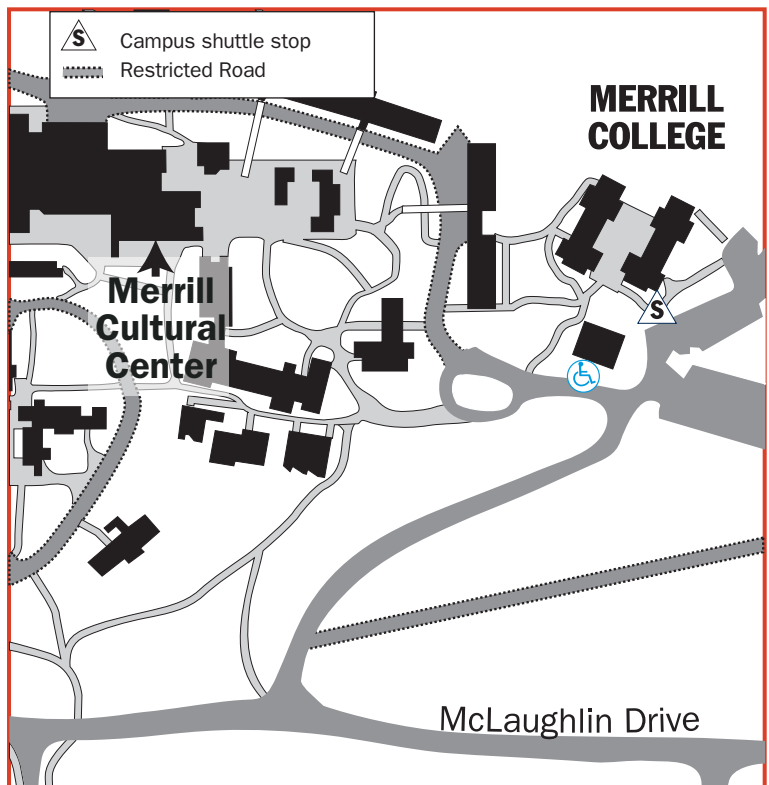 S Campus shuttle stop
Restricted Road
MERRILL
COLLEGE
Merrill
Cultural
Center
S
McLaughlin Drive